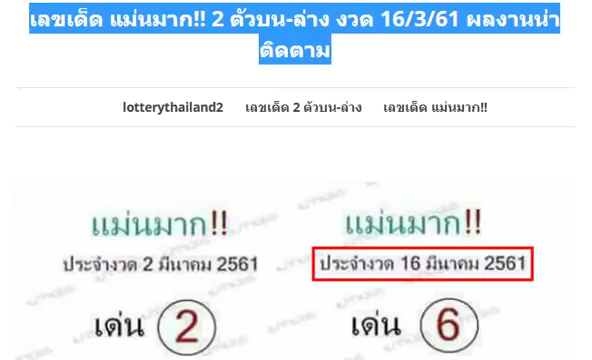 เลขเด็ด แม่นมาก!! 2 ตัวบน-ล่าง งวด 16/3/61 ผลงานน่า
ติดตาม
lotterythailand2 เลขเด็ด 2 ตัวบน-ล่าง เลขเด็ด แม่นมาก!!
แม่นมาก!! แม่นมาก!!
ประจำงวด 2 มีนาคม 2561 ประจำงวด 16 มีนาคม 2561
เด่น 2 เด่น 6